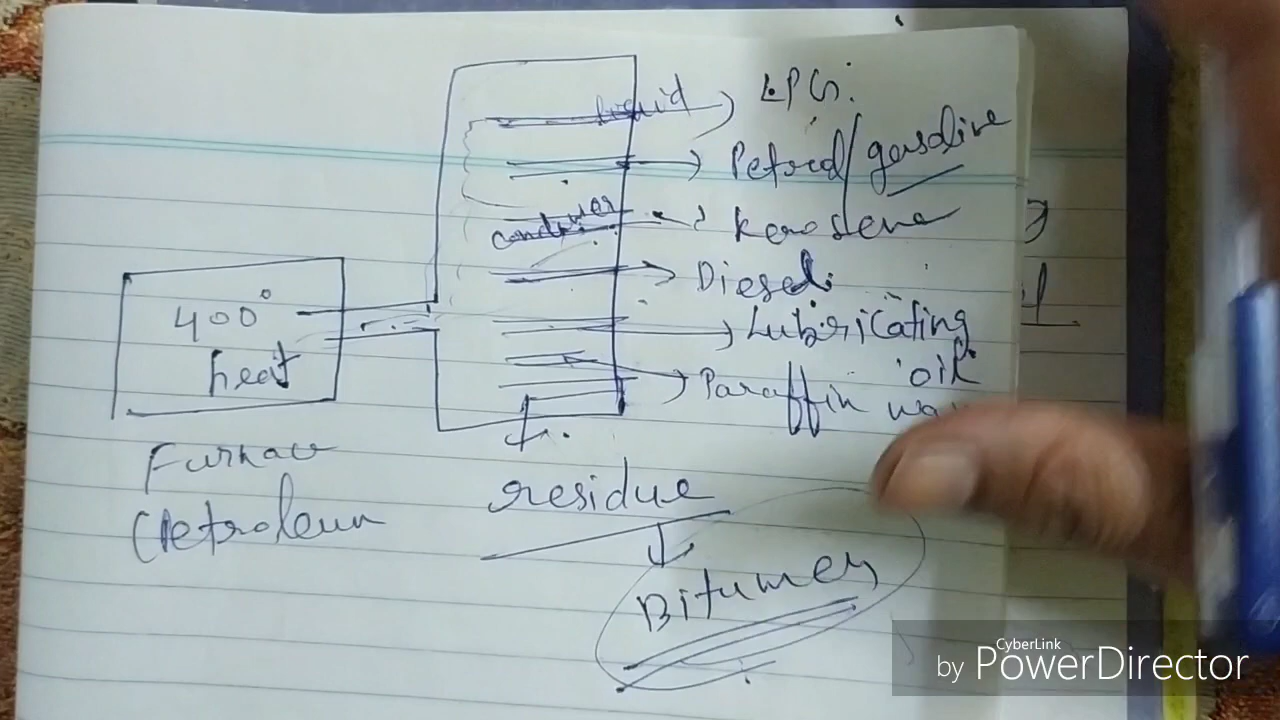 liquid
LPG.
Petrol/gasoline
condenser
Kerosene
Diesel.
400°
heat
Lubricating
oil
Paraffin
Furnace
(Petroleum
residue
Bitumen
CyberLink
by PowerDirector